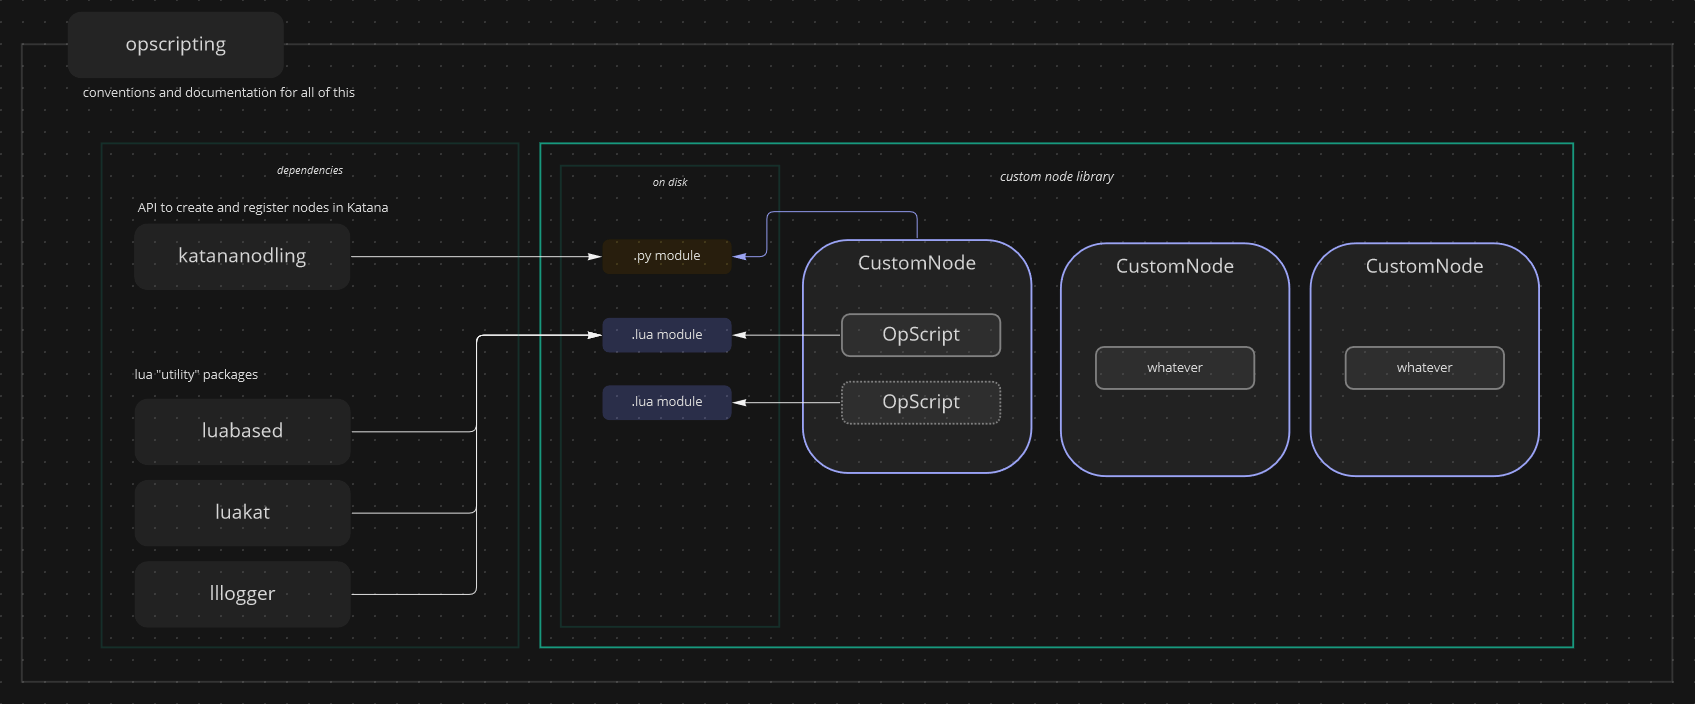 opscripting
conventions and documentation for all of this
dependencies
API to create and register nodes in Katana
katananodling
lua "utility" packages
luabased
luakat
lllogger
custom node library
on disk
.py module
.lua module
.lua module
CustomNode
OpScript
OpScript
CustomNode
whatever
CustomNode
whatever